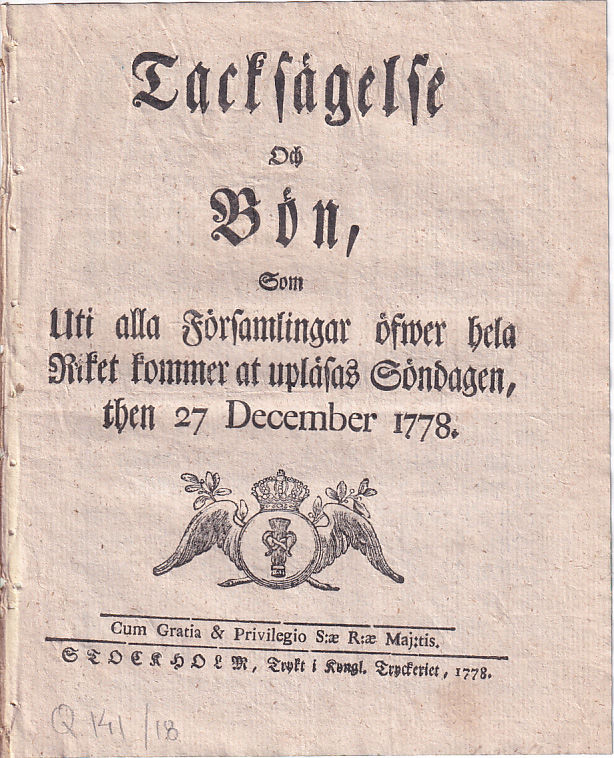 Tacksägelse
Och
Bön,
Som
Uti alla Församlingar öfwer hela
Riket kommer at upläsas Söndagen,
then 27 December 1778.
Cum Gratia & Privilegio S:æ R:æ Maj:tis.
STOCKHOLM, Trykt i Kongl. Tryckeriet, 1778.
Q 141/18